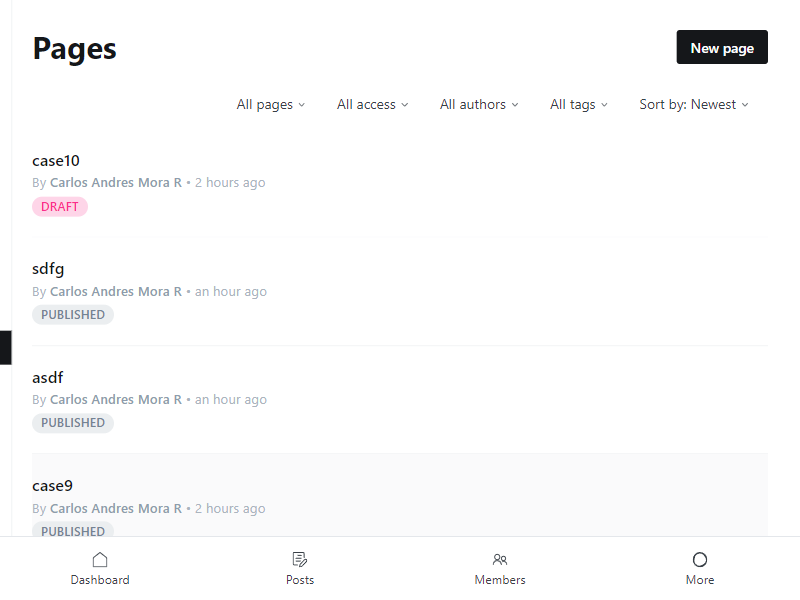 Pages
New page
All pages
All access
All authors
All tags
Sort by: Newest
case10
By Carlos Andres Mora R • 2 hours ago
DRAFT
sdfg
By Carlos Andres Mora R • an hour ago
PUBLISHED
asdf
By Carlos Andres Mora R • an hour ago
PUBLISHED
case9
By Carlos Andres Mora R • 2 hours ago
PUBLISHED
Dashboard
Posts
Members
More